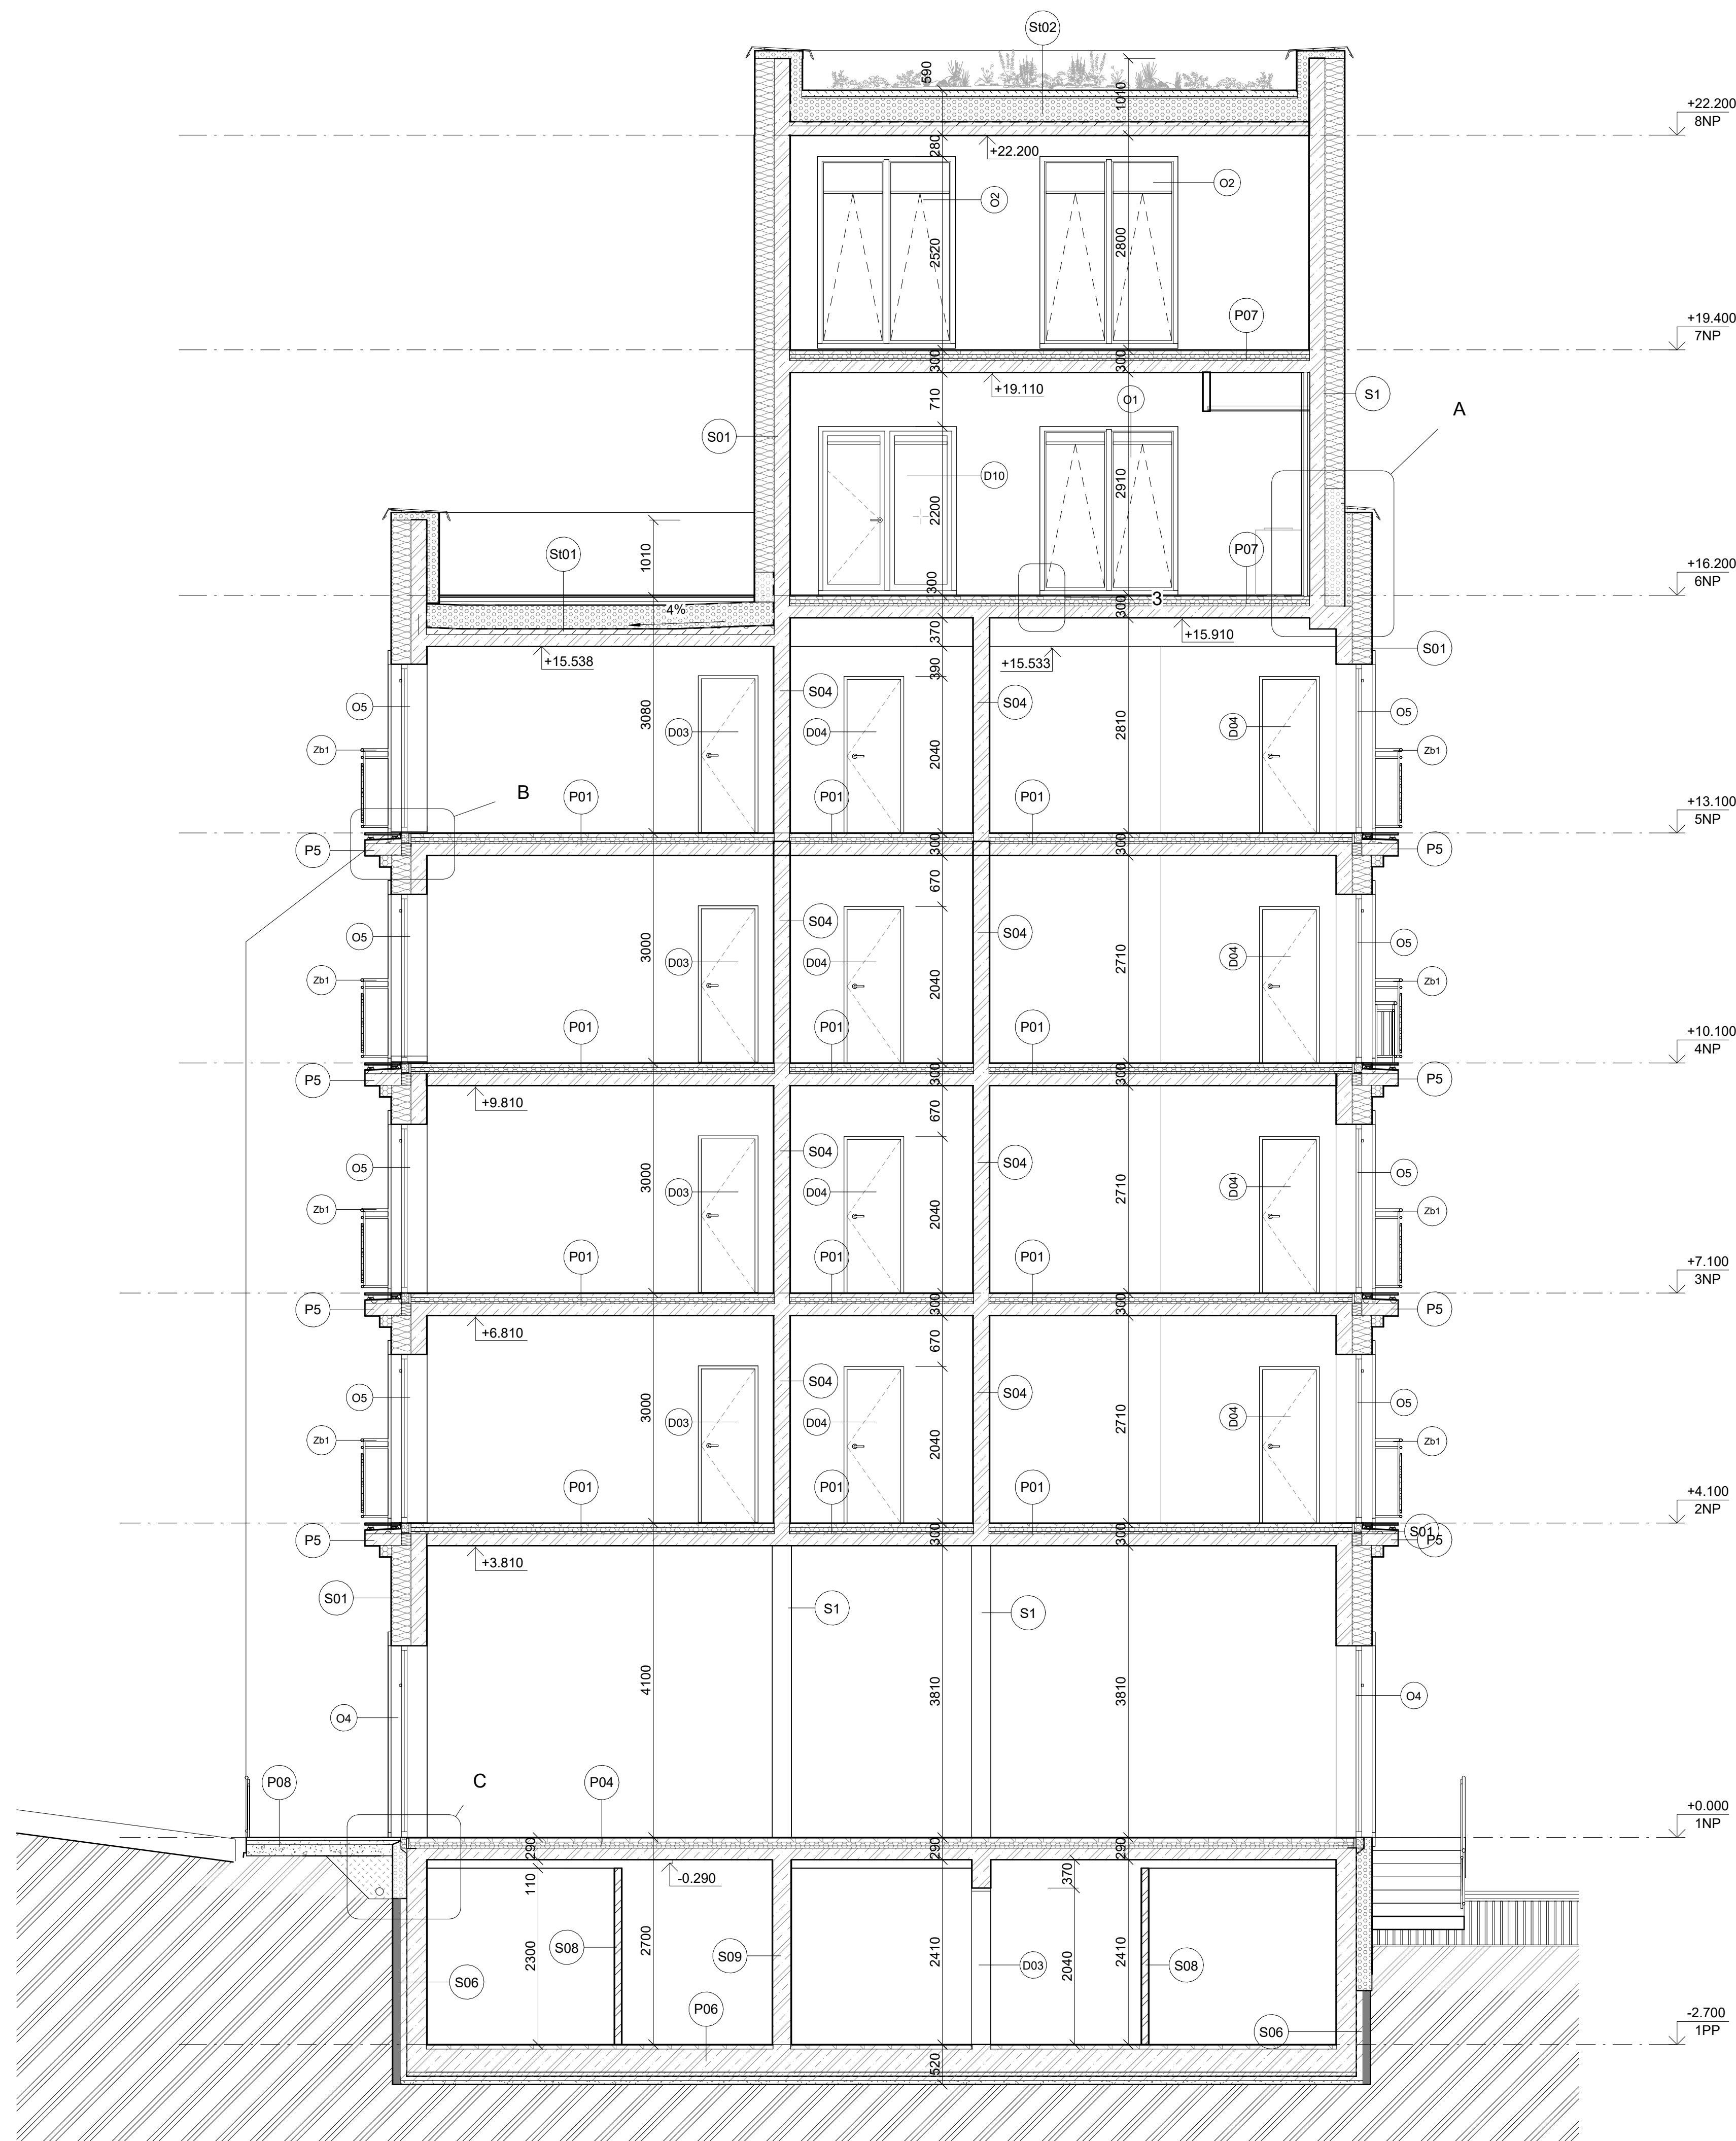 St02
590
1010
+22.200
8NP
280
+22.200
O2
O2
2520
2800
P07
+19.400
7NP
300
300
+19.110
710
O1
S1
A
S01
D10
2910
2200
1010
St01
P07
+16.200
6NP
300
4%
3
300
370
+15.910
+15.538
+15.533
S01
390
O5
S04
S04
O5
3080
D03
D04
2810
D04
Zb1
2040
Zb1
B
P01
P01
P01
+13.100
5NP
P5
300
300
P5
670
O5
S04
S04
O5
3000
D03
D04
2710
D04
Zb1
2040
Zb1
P01
P01
P01
+10.100
4NP
P5
300
300
P5
+9.810
670
O5
S04
S04
O5
3000
D03
D04
2710
D04
Zb1
2040
Zb1
P01
P01
P01
+7.100
3NP
P5
300
300
P5
+6.810
670
O5
S04
S04
O5
3000
D03
D04
2710
D04
Zb1
2040
Zb1
P01
P01
P01
+4.100
2NP
S01
P5
300
300
P5
+3.810
S01
S1
S1
4100
3810
3810
O4
O4
P08
C
P04
+0.000
1NP
290
290
290
-0.290
110
370
S08
S09
2300
2700
2410
D03
2040
2410
S08
S06
P06
S06
-2.700
1PP
520